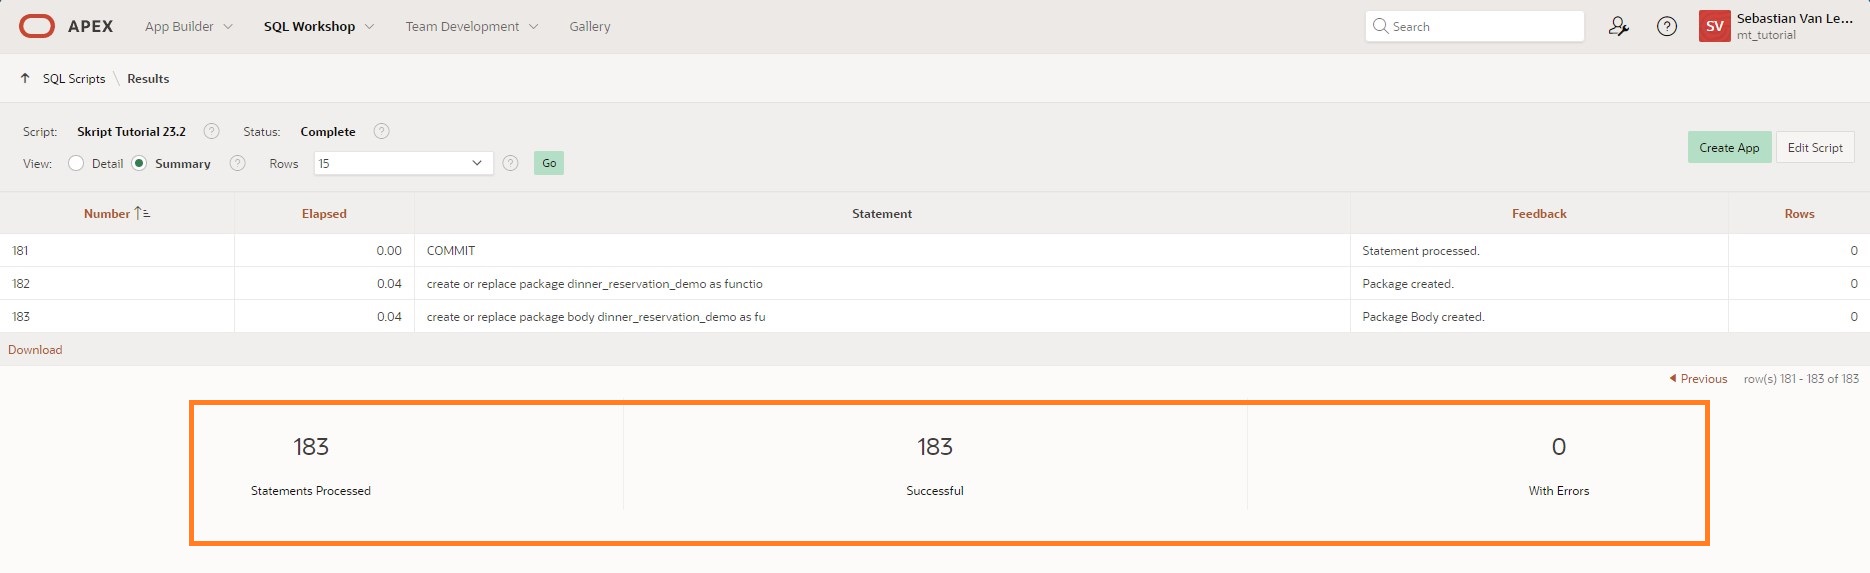 APEX App Builder SQL Workshop Team Development Gallery Search SV Sebastian Van Le...
mt_tutorial
SQL Scripts \ Results
Script: Skript Tutorial 23.2 Status: Complete
View: Detail Summary Rows 15 Go
Create App Edit Script
Number Elapsed Statement Feedback Rows
181 0.00 COMMIT Statement processed. 0
182 0.04 create or replace package dinner_reservation_demo as functio Package created. 0
183 0.04 create or replace package body dinner_reservation_demo as fu Package Body created. 0
Download
Previous row(s) 181 - 183 of 183
183 183 0
Statements Processed Successful With Errors